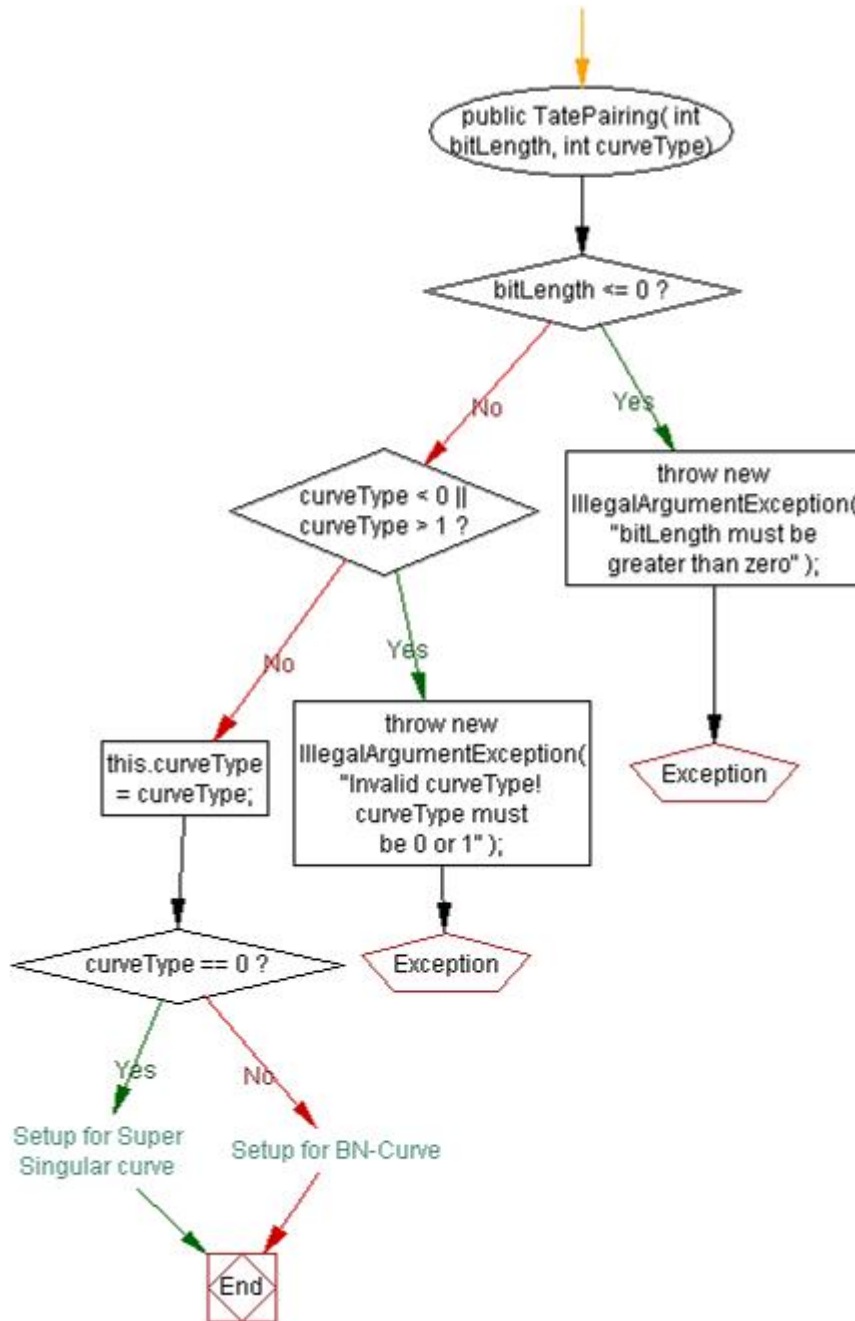 public TatePairing( int
bitLength, int curveType)
bitLength <= 0 ?
No
Yes
curveType < 0 ||
curveType > 1 ?
throw new
IllegalArgumentException(
"bitLength must be
greater than zero" );
No
Yes
this.curveType
= curveType;
throw new
IllegalArgumentException(
"Invalid curveType!
curveType must
be 0 or 1" );
Exception
curveType == 0 ?
Exception
Yes
No
Setup for Super
Singular curve
Setup for BN-Curve
End